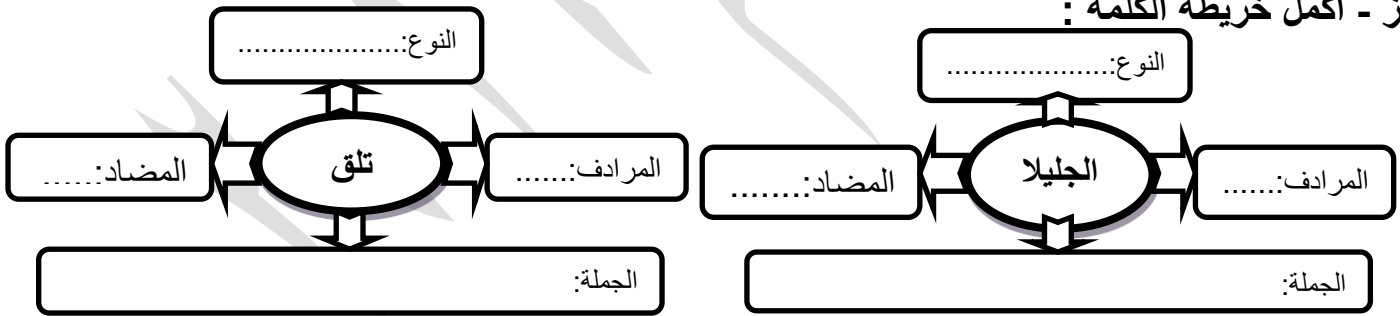 ز - أكمل خريطة الكلمة :
النوع:....................
المرادف:......
الجليلا
المضاد:.......
الجملة:
النوع:....................
المرادف:......
تلق
المضاد:......
الجملة: